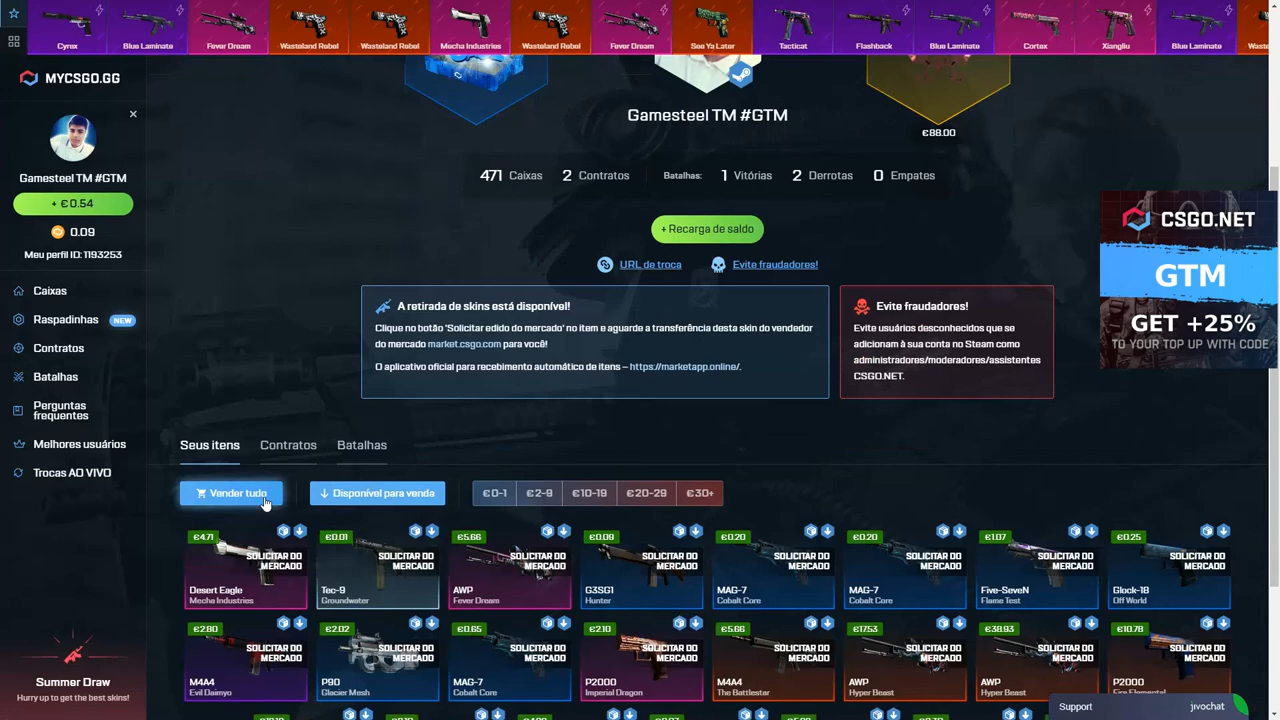 Cyrex
Blue Laminate
Fever Dream
Wasteland Rebel
Wasteland Rebel
Mecha Industries
Wasteland Rebel
Fever Dream
See Ya Later
Tacticat
Flashback
Blue Laminate
Cortex
Xiangliu
Blue Laminate
MYCSGO.GG
Gamesteel TM #GTM
+ €0.54
0.09
Meu perfil ID: 1193253
Caixas
Raspadinhas NEW
Contratos
Batalhas
Perguntas
frequentes
Melhores usuários
Trocas AO VIVO
Summer Draw
Hurry up to get the best skins!
€88.00
Gamesteel TM #GTM
471 Caixas 2 Contratos Batalhas: 1 Vitórias 2 Derrotas 0 Empates
+ Recarga de saldo
URL de troca Evite fraudadores!
A retirada de skins está disponível!
Clique no botão 'Solicitar edido do mercado' no item e aguarde a transferência desta skin do vendedor
do mercado market.csgo.com para você!
O aplicativo oficial para recebimento automático de itens – https://marketapp.online/.
Evite fraudadores!
Evite usuários desconhecidos que se
adicionam à sua conta no Steam como
administradores/moderadores/assistentes
CSGO.NET.
CSGO.NET
GTM
GET +25%
TO YOUR TOP UP WITH CODE
Seus itens Contratos Batalhas
Vender tudo Disponível para venda €0-1 €2-9 €10-19 €20-29 €30+
€4.71
SOLICITAR DO
MERCADO
Desert Eagle
Mecha Industries
€0.01
SOLICITAR DO
MERCADO
Tec-9
Groundwater
€5.66
SOLICITAR DO
MERCADO
AWP
Fever Dream
€0.09
SOLICITAR DO
MERCADO
G3SG1
Hunter
€0.20
SOLICITAR DO
MERCADO
MAG-7
Cobalt Core
€0.20
SOLICITAR DO
MERCADO
MAG-7
Cobalt Core
€1.07
SOLICITAR DO
MERCADO
Five-SeveN
Flame Test
€0.25
SOLICITAR DO
MERCADO
Glock-18
Off World
€2.80
SOLICITAR DO
MERCADO
M4A4
Evil Daimyo
€2.02
SOLICITAR DO
MERCADO
P90
Glacier Mesh
€0.65
SOLICITAR DO
MERCADO
MAG-7
Cobalt Core
€2.10
SOLICITAR DO
MERCADO
P2000
Imperial Dragon
€5.66
SOLICITAR DO
MERCADO
M4A4
The Battlestar
€17.53
SOLICITAR DO
MERCADO
AWP
Hyper Beast
€38.93
SOLICITAR DO
MERCADO
AWP
Hyper Beast
€10.78
SOLICITAR DO
MERCADO
P2000
Support jivochat